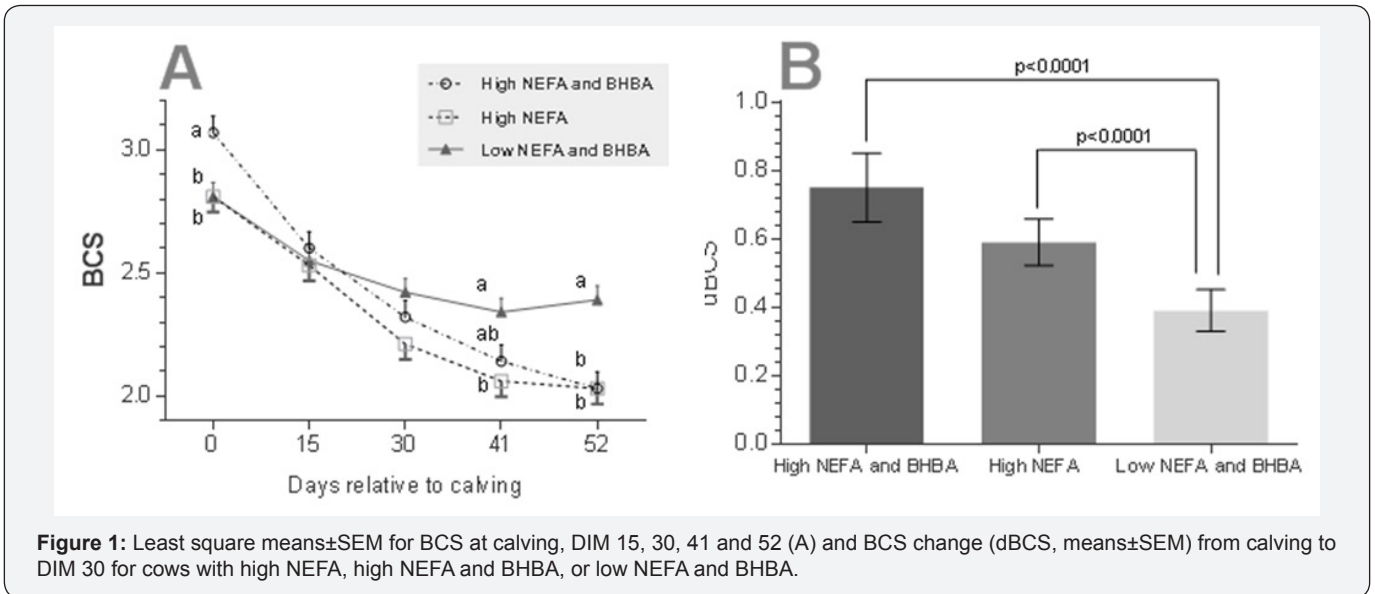 A
High NEFA and BHBA
High NEFA
Low NEFA and BHBA
BCS
3.0
2.5
2.0
a
b
b
a
ab
b
a
b
b
0 15 30 41 52
Days relative to calving
B
p<0.0001
p<0.0001
1.0
0.8
0.6
0.4
0.2
0.0
High NEFA and BHBA High NEFA Low NEFA and BHBA
Figure 1: Least square means±SEM for BCS at calving, DIM 15, 30, 41 and 52 (A) and BCS change (dBCS, means±SEM) from calving to
DIM 30 for cows with high NEFA, high NEFA and BHBA, or low NEFA and BHBA.